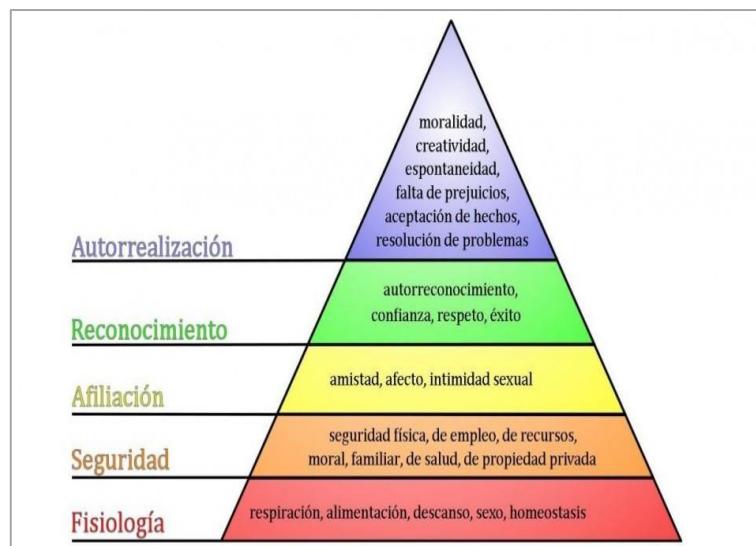 moralidad,
creatividad,
espontaneidad,
falta de prejuicios,
aceptación de hechos,
resolución de problemas
Autorrealización
autorreconocimiento,
confianza, respeto, éxito
Reconocimiento
amistad, afecto, intimidad sexual
Afiliación
seguridad física, de empleo, de recursos,
moral, familiar, de salud, de propiedad privada
Seguridad
respiración, alimentación, descanso, sexo, homeostasis
Fisiología